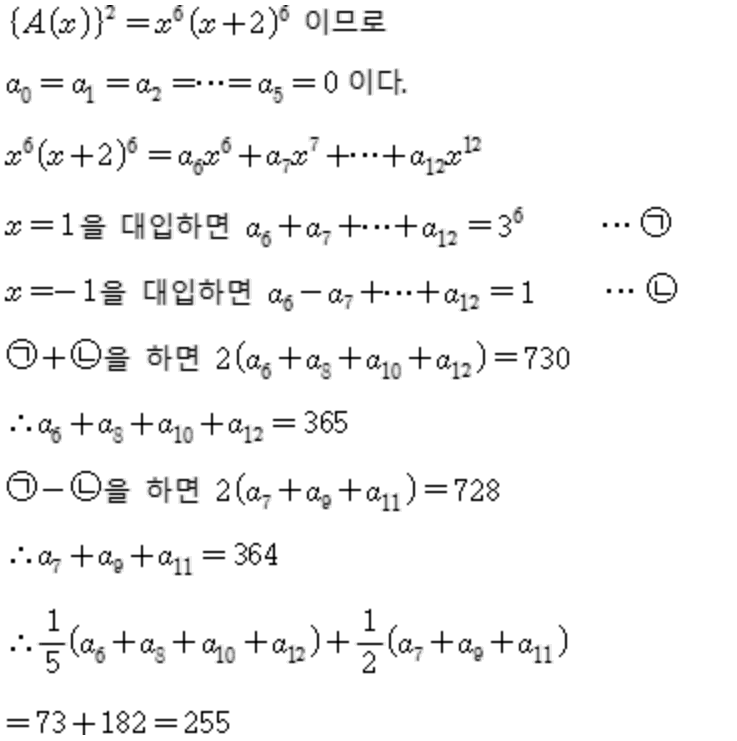 {A(x)}² = x⁶(x+2)⁶ 이므로
a₀ = a₁ = a₂ = ⋯ = a₅ = 0 이다.
x⁶(x+2)⁶ = a₆x⁶ + a₇x⁷ + ⋯ + a₁₂x¹²
x = 1을 대입하면 a₆ + a₇ + ⋯ + a₁₂ = 3⁶ ⋯ ㉠
x = −1을 대입하면 a₆ − a₇ + ⋯ + a₁₂ = 1 ⋯ ㉡
㉠+㉡을 하면 2(a₆ + a₈ + a₁₀ + a₁₂) = 730
∴ a₆ + a₈ + a₁₀ + a₁₂ = 365
㉠−㉡을 하면 2(a₇ + a₉ + a₁₁) = 728
∴ a₇ + a₉ + a₁₁ = 364
∴ 1/5(a₆ + a₈ + a₁₀ + a₁₂) + 1/2(a₇ + a₉ + a₁₁)
= 73 + 182 = 255